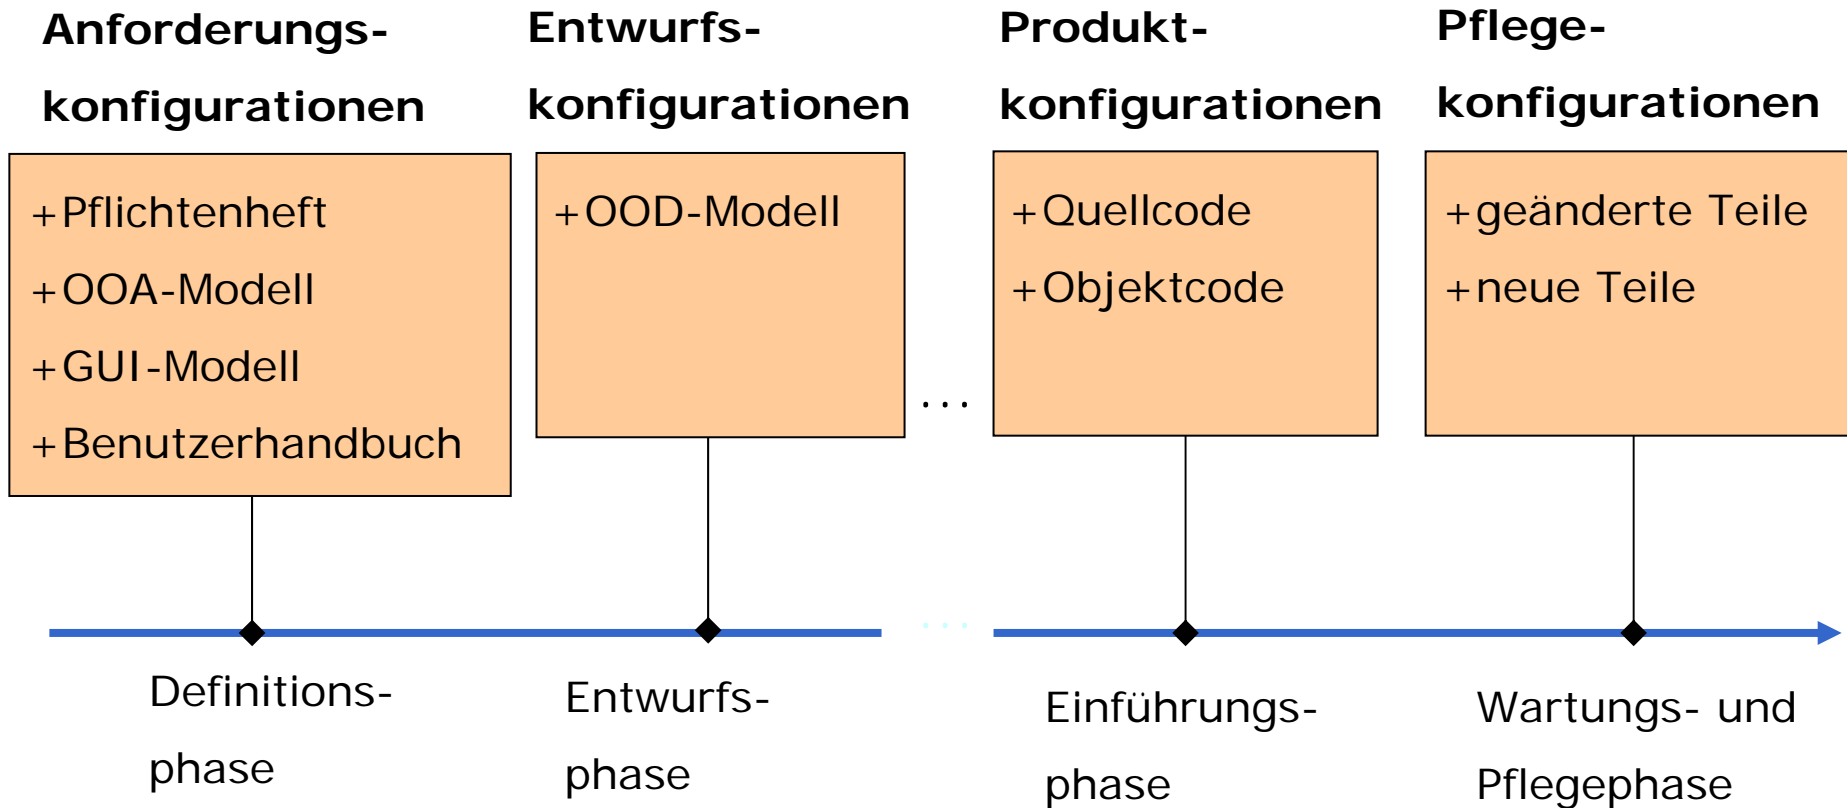 Anforderungs-
konfigurationen
+Pflichtenheft
+OOA-Modell
+GUI-Modell
+Benutzerhandbuch
Definitions-
phase
Entwurfs-
konfigurationen
+OOD-Modell
Entwurfs-
phase
...
...
Produkt-
konfigurationen
+Quellcode
+Objektcode
Einführungs-
phase
Pflege-
konfigurationen
+geänderte Teile
+neue Teile
Wartungs- und
Pflegephase